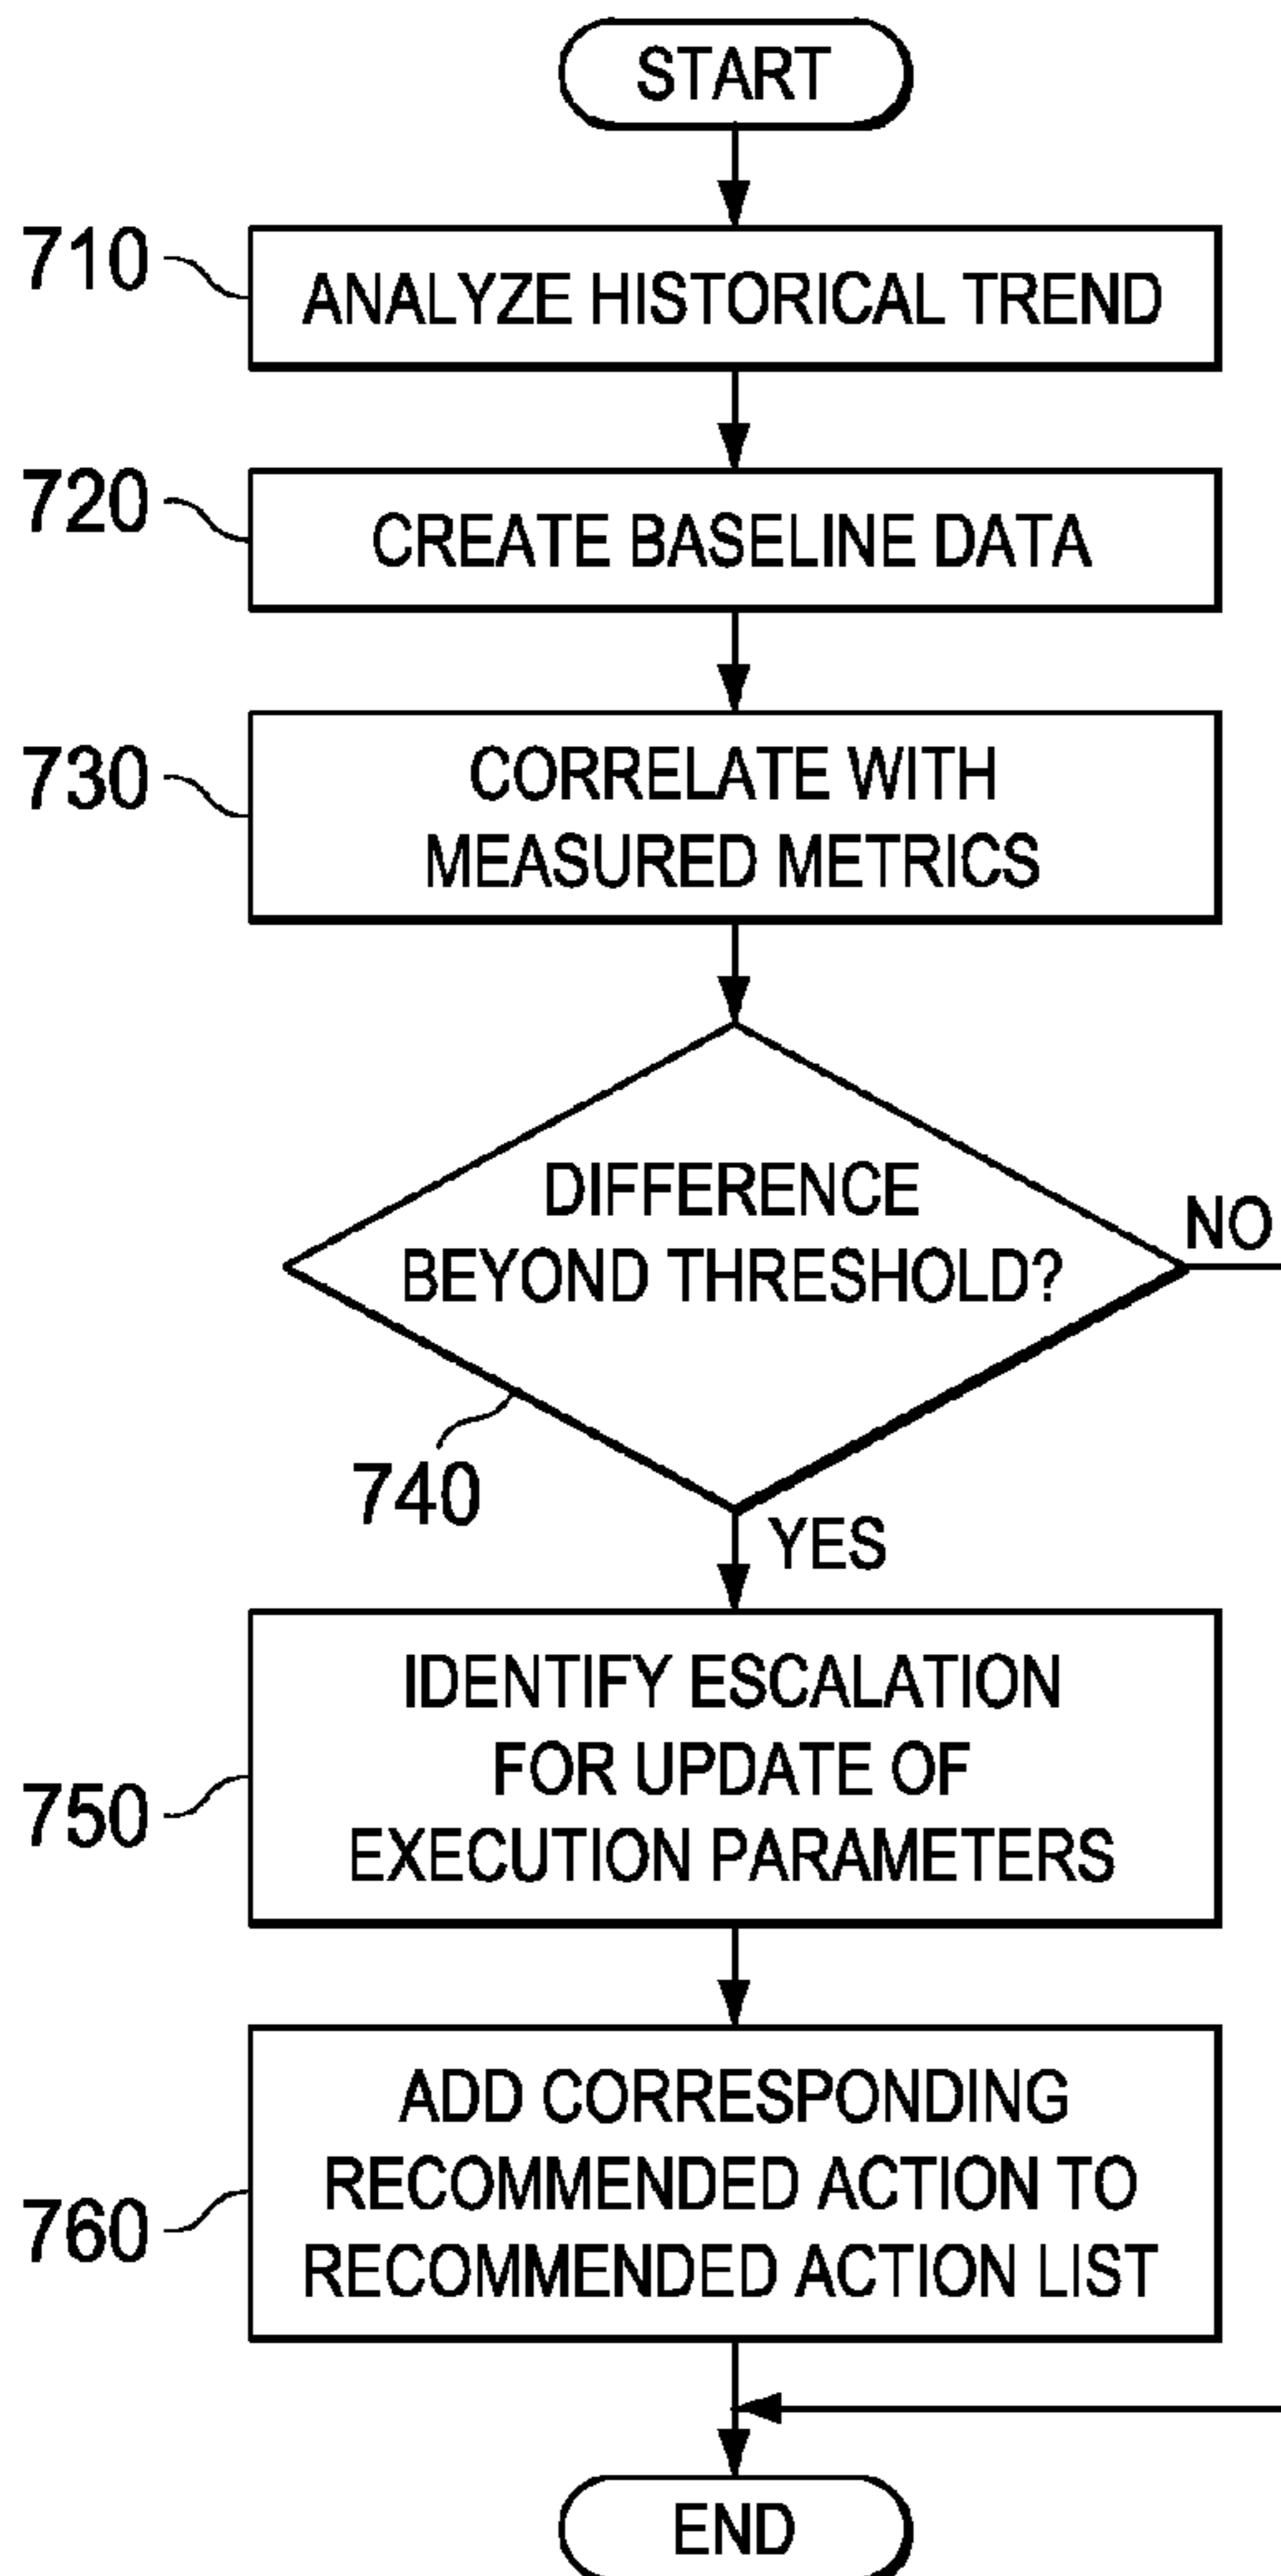 START
710
ANALYZE HISTORICAL TREND
720
CREATE BASELINE DATA
730
CORRELATE WITH
MEASURED METRICS
DIFFERENCE
BEYOND THRESHOLD?
NO
740
YES
750
IDENTIFY ESCALATION
FOR UPDATE OF
EXECUTION PARAMETERS
760
ADD CORRESPONDING
RECOMMENDED ACTION TO
RECOMMENDED ACTION LIST
END